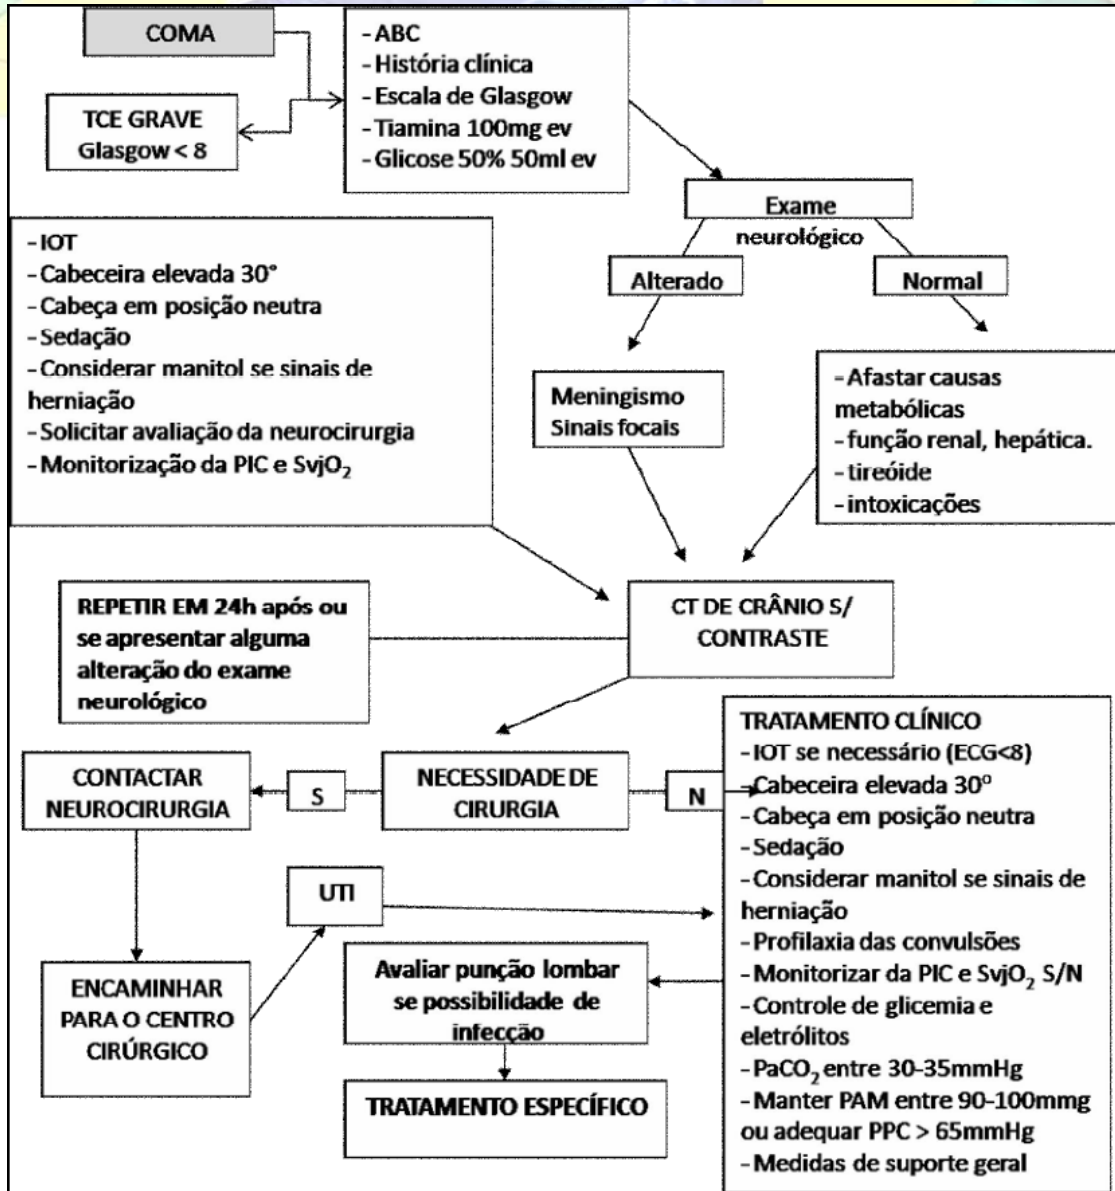 COMA
TCE GRAVE
Glasgow < 8
- ABC
- História clínica
- Escala de Glasgow
- Tiamina 100mg ev
- Glicose 50% 50ml ev
Exame
neurológico
Alterado
Normal
- IOT
- Cabeceira elevada 30°
- Cabeça em posição neutra
- Sedação
- Considerar manitol se sinais de
herniação
- Solicitar avaliação da neurocirurgia
- Monitorização da PIC e SvjO₂
Meningismo
Sinais focais
- Afastar causas
metabólicas
- função renal, hepática.
- tireóide
- intoxicações
REPETIR EM 24h após ou
se apresentar alguma
alteração do exame
neurológico
CT DE CRÂNIO S/
CONTRASTE
CONTACTAR
NEUROCIRURGIA
S
NECESSIDADE DE
CIRURGIA
N
TRATAMENTO CLÍNICO
- IOT se necessário (ECG<8)
- Cabeceira elevada 30º
- Cabeça em posição neutra
- Sedação
- Considerar manitol se sinais de
herniação
- Profilaxia das convulsões
- Monitorizar da PIC e SvjO₂ S/N
- Controle de glicemia e
eletrólitos
- PaCO₂ entre 30-35mmHg
- Manter PAM entre 90-100mmg
ou adequar PPC > 65mmHg
- Medidas de suporte geral
UTI
ENCAMINHAR
PARA O CENTRO
CIRÚRGICO
Avaliar punção lombar
se possibilidade de
infecção
TRATAMENTO ESPECÍFICO